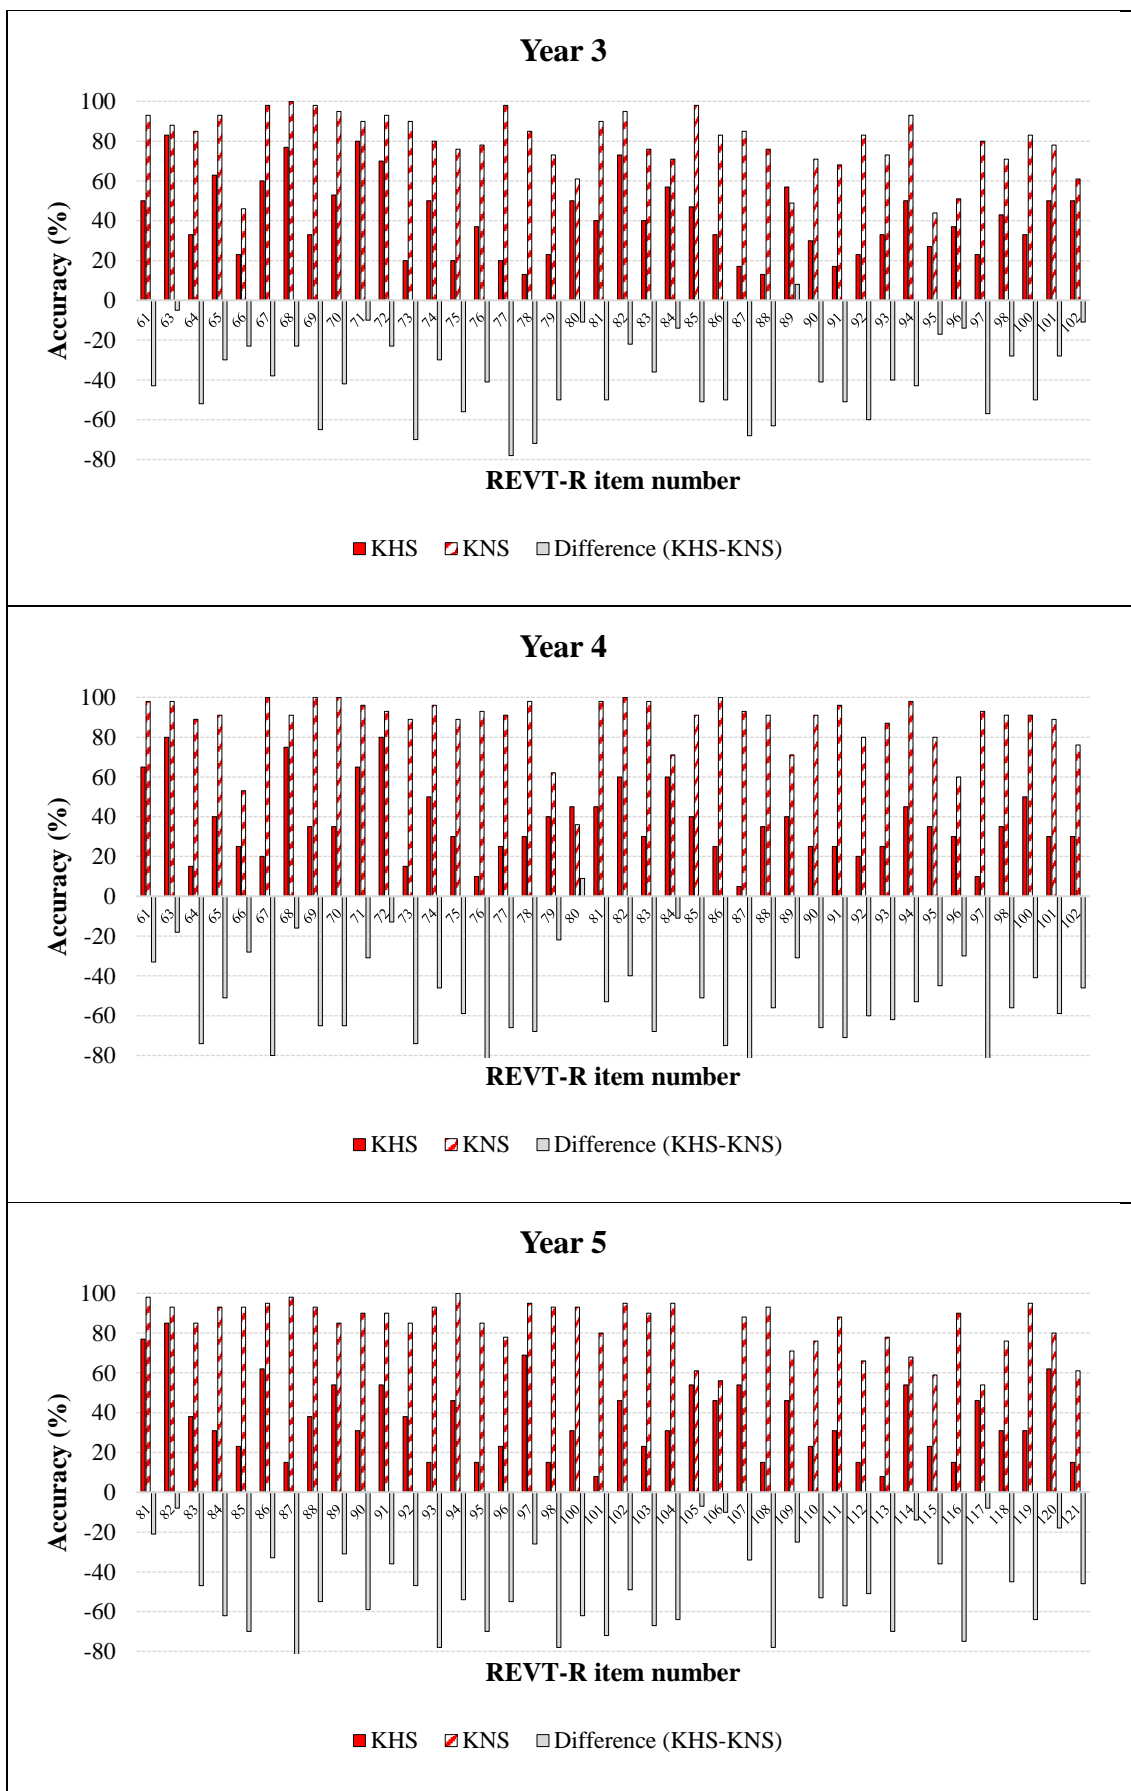 Year 3
100
80
60
40
20
0
-20
-40
-60
-80
Accuracy (%)
61 63 64 65 66 67 68 69 70 71 72 73 74 75 76 77 78 79 80 81 82 83 84 85 86 87 88 89 90 91 92 93 94 95 96 97 98 100 101 102
REVT-R item number
KHS KNS Difference (KHS-KNS)
Year 4
100
80
60
40
20
0
-20
-40
-60
-80
Accuracy (%)
61 63 64 65 66 67 68 69 70 71 72 73 74 75 76 77 78 79 80 81 82 83 84 85 86 87 88 89 90 91 92 93 94 95 96 97 98 100 101 102
REVT-R item number
KHS KNS Difference (KHS-KNS)
Year 5
100
80
60
40
20
0
-20
-40
-60
-80
Accuracy (%)
81 82 83 84 85 86 87 88 89 90 91 92 93 94 95 96 97 98 100 101 102 103 104 105 106 107 108 109 110 111 112 113 114 115 116 117 118 119 120 121
REVT-R item number
KHS KNS Difference (KHS-KNS)